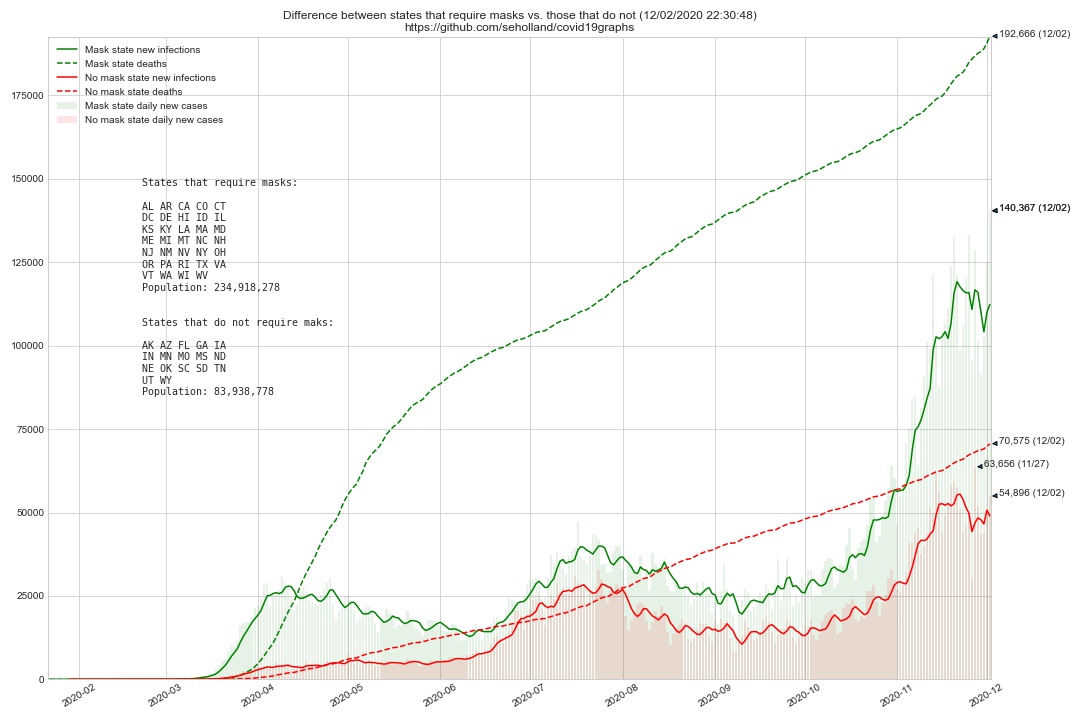 Difference between states that require masks vs. those that do not (12/02/2020 22:30:48)
https://github.com/seholland/covid19graphs
Mask state new infections
Mask state deaths
No mask state new infections
No mask state deaths
Mask state daily new cases
No mask state daily new cases
192,666 (12/02)
175000
150000
125000
100000
75000
50000
25000
0
States that require masks:
AL AR CA CO CT
DC DE HI ID IL
KS KY LA MA MD
ME MI MT NC NH
NJ NM NV NY OH
OR PA RI TX VA
VT WA WI WV
Population: 234,918,278
States that do not require maks:
AK AZ FL GA IA
IN MN MO MS ND
NE OK SC SD TN
UT WY
Population: 83,938,778
140,367 (12/02)
70,575 (12/02)
63,656 (11/27)
54,896 (12/02)
2020-02
2020-03
2020-04
2020-05
2020-06
2020-07
2020-08
2020-09
2020-10
2020-11
2020-12